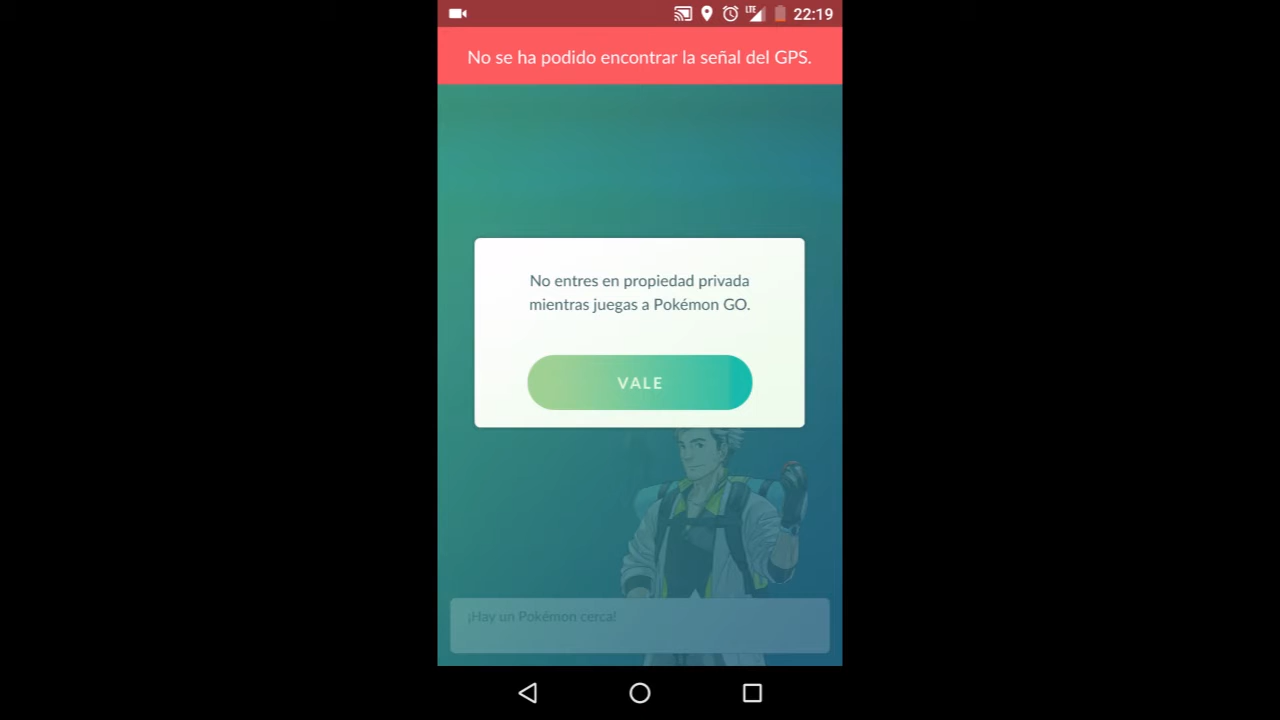 LTE 22:19
No se ha podido encontrar la señal del GPS.
No entres en propiedad privada
mientras juegas a Pokémon GO.
VALE
¡Hay un Pokémon cerca!